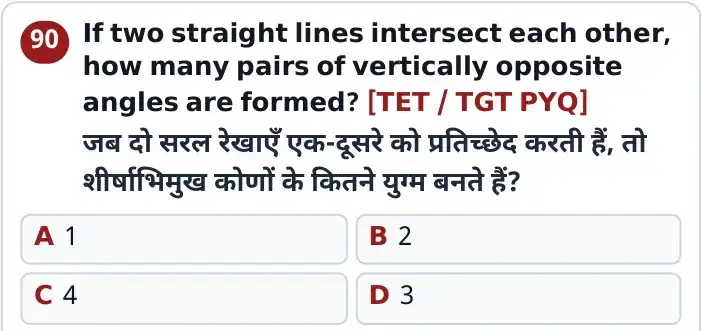 90 If two straight lines intersect each other,
how many pairs of vertically opposite
angles are formed? [TET / TGT PYQ]
जब दो सरल रेखाएँ एक-दूसरे को प्रतिच्छेद करती हैं, तो
शीर्षाभिमुख कोणों के कितने युग्म बनते हैं?
A 1
B 2
C 4
D 3